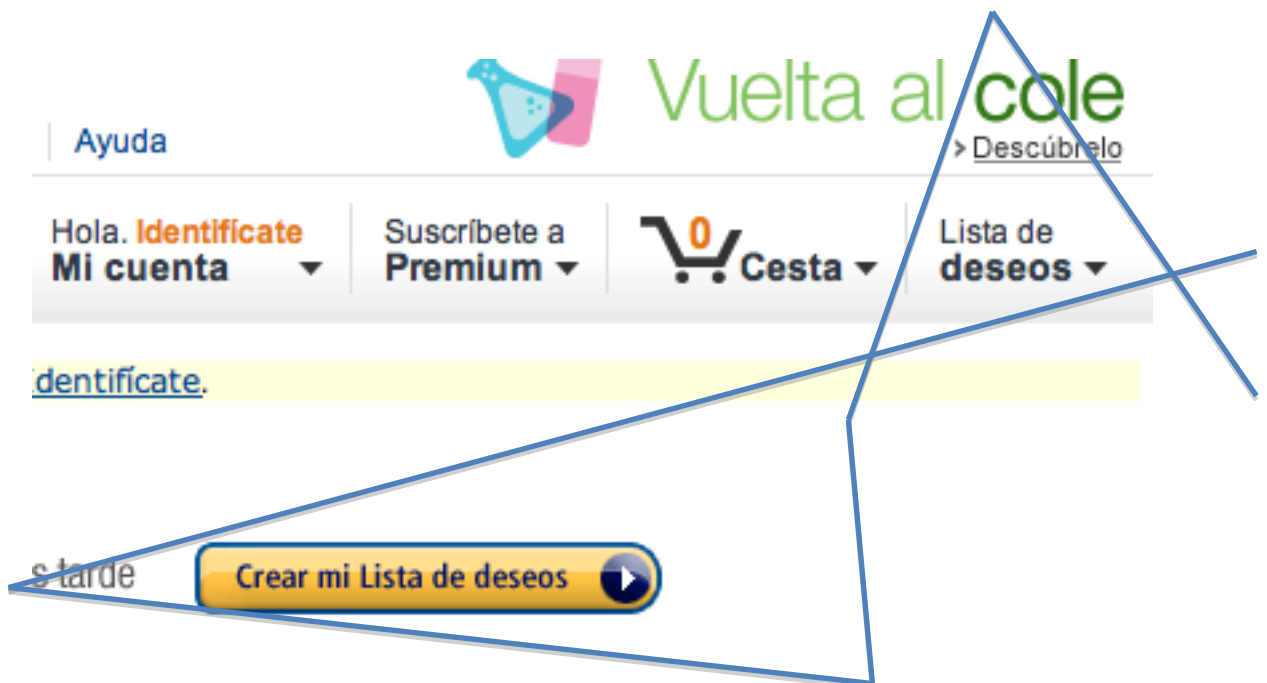 Vuelta al cole
Ayuda
> Descúbrelo
Hola. Identifícate
Mi cuenta
Suscríbete a
Premium
0
Cesta
Lista de
deseos
dentifícate.
s tarde
Crear mi Lista de deseos